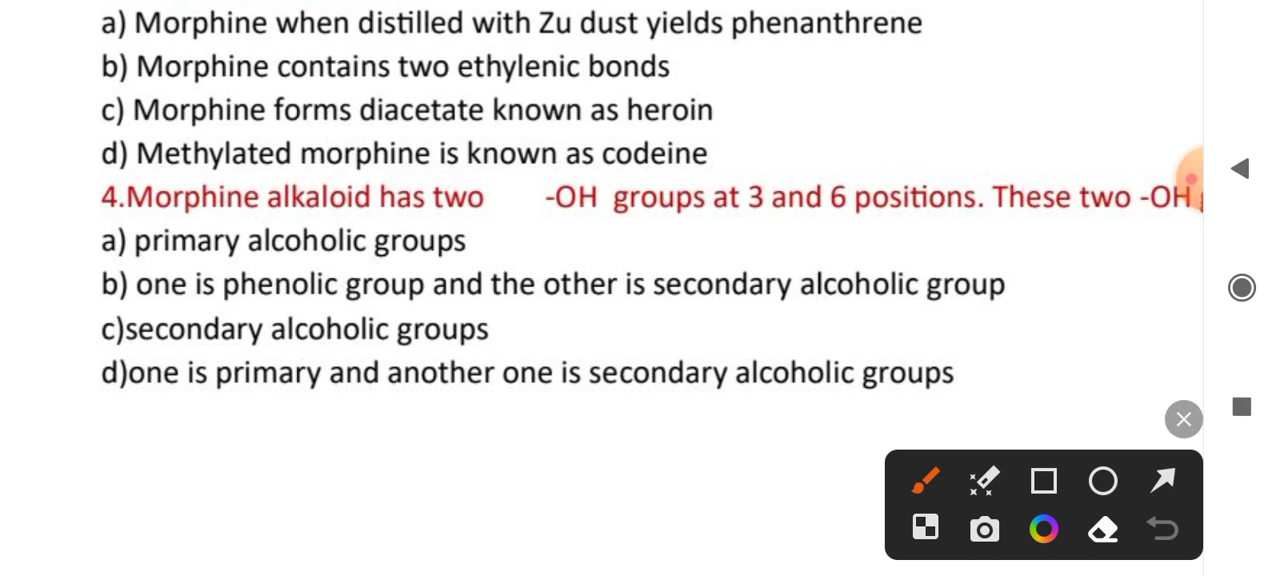 a) Morphine when distilled with Zu dust yields phenanthrene
b) Morphine contains two ethylenic bonds
c) Morphine forms diacetate known as heroin
d) Methylated morphine is known as codeine
4.Morphine alkaloid has two -OH groups at 3 and 6 positions. These two -OH
a) primary alcoholic groups
b) one is phenolic group and the other is secondary alcoholic group
c)secondary alcoholic groups
d)one is primary and another one is secondary alcoholic groups